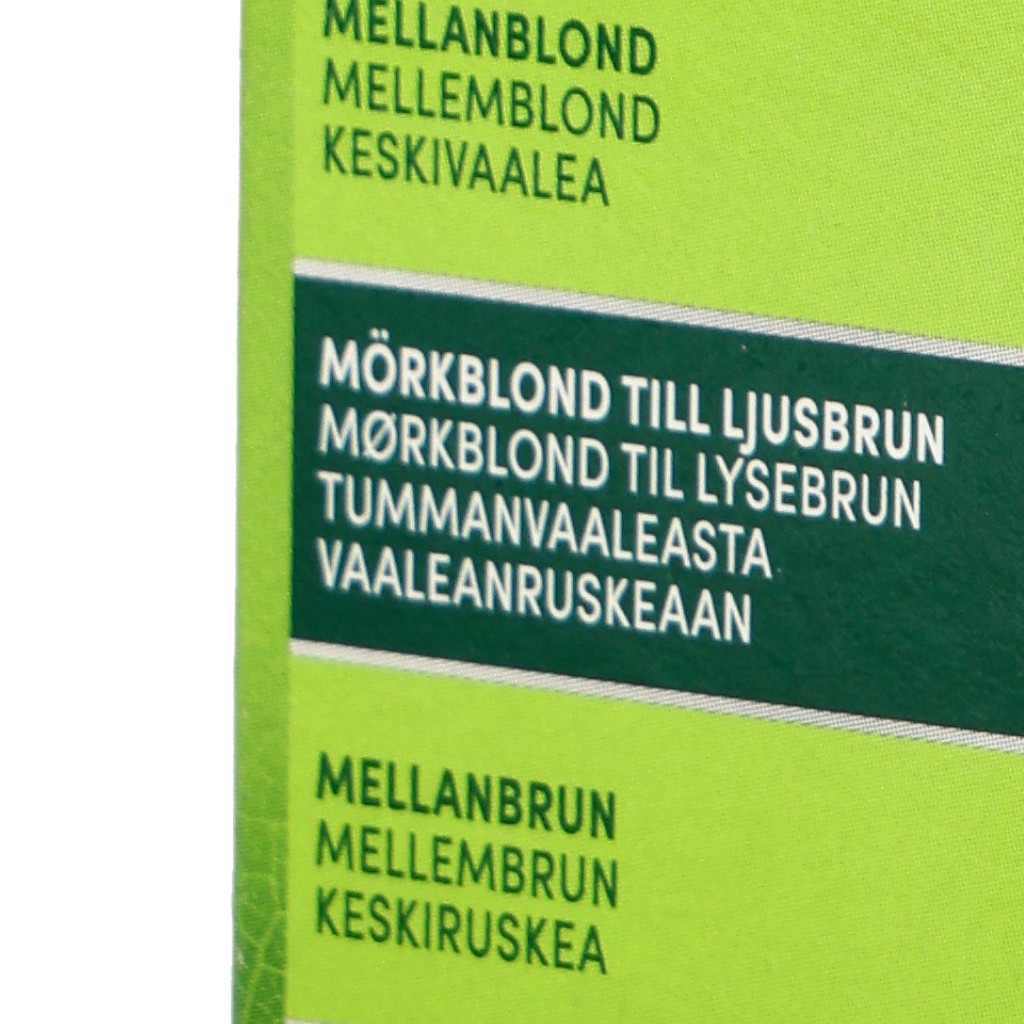 MELLANBLOND
MELLEMBLOND
KESKIVAALEA
MÖRKBLOND TILL LJUSBRUN
MØRKBLOND TIL LYSEBRUN
TUMMANVAALEASTA
VAALEANRUSKEAAN
MELLANBRUN
MELLEMBRUN
KESKIRUSKEA